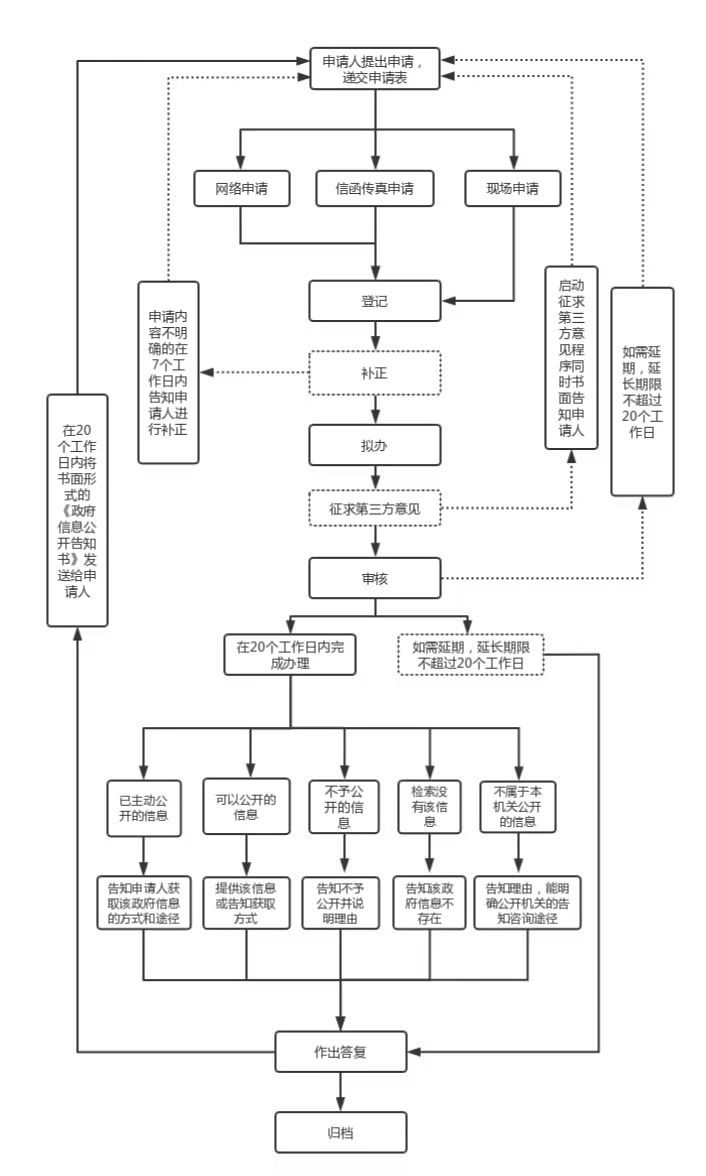 申请人提出申请，
递交申请表
网络申请
信函传真申请
现场申请
登记
申请内
容不明
确的在
7个工
作日内
告知申
请人进
行补正
启动
征求
第三
方意
见程
序同
时书
面告
知申
请人
如需延
期，延
长期限
不超过
20个工
作日
补正
在20
个工作
日内将
书面形
式的
《政府
信息公
开告知
书》发
送给申
请人
拟办
征求第三方意见
审核
在20个工作日内完
成办理
如需延期，延长期限
不超过20个工作日
已主动公
开的信息
可以公开的
信息
不予公
开的信
息
检索没
有该信
息
不属于本
机关公开
的信息
告知申请人获
取该政府信息
的方式和途径
提供该信息
或告知获取
方式
告知不予
公开并说
明理由
告知该政
府信息不
存在
告知理由，能明
确公开机关的告
知咨询途径
作出答复
归档